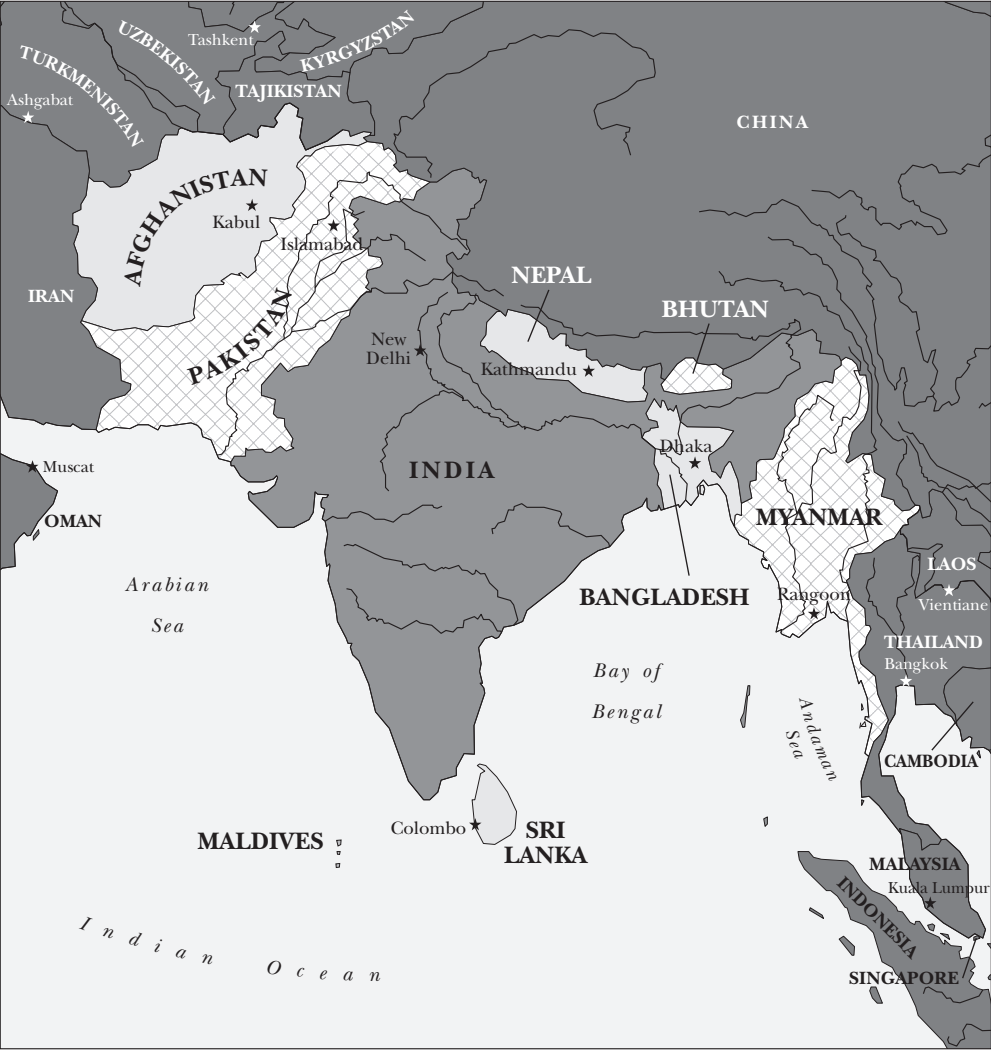 UZBEKISTAN
Tashkent
KYRGYZSTAN
TURKMENISTAN
TAJIKISTAN
Ashgabat
CHINA
AFGHANISTAN
Kabul
Islamabad
IRAN
NEPAL
BHUTAN
PAKISTAN
New
Delhi
Kathmandu
Dhaka
INDIA
Muscat
OMAN
MYANMAR
LAOS
Arabian
Sea
BANGLADESH
Rangoon
Vientiane
THAILAND
Bangkok
Bay of
Bengal
Andaman
Sea
CAMBODIA
MALDIVES
Colombo
SRI
LANKA
MALAYSIA
Kuala Lumpur
INDONESIA
Indian Ocean
SINGAPORE